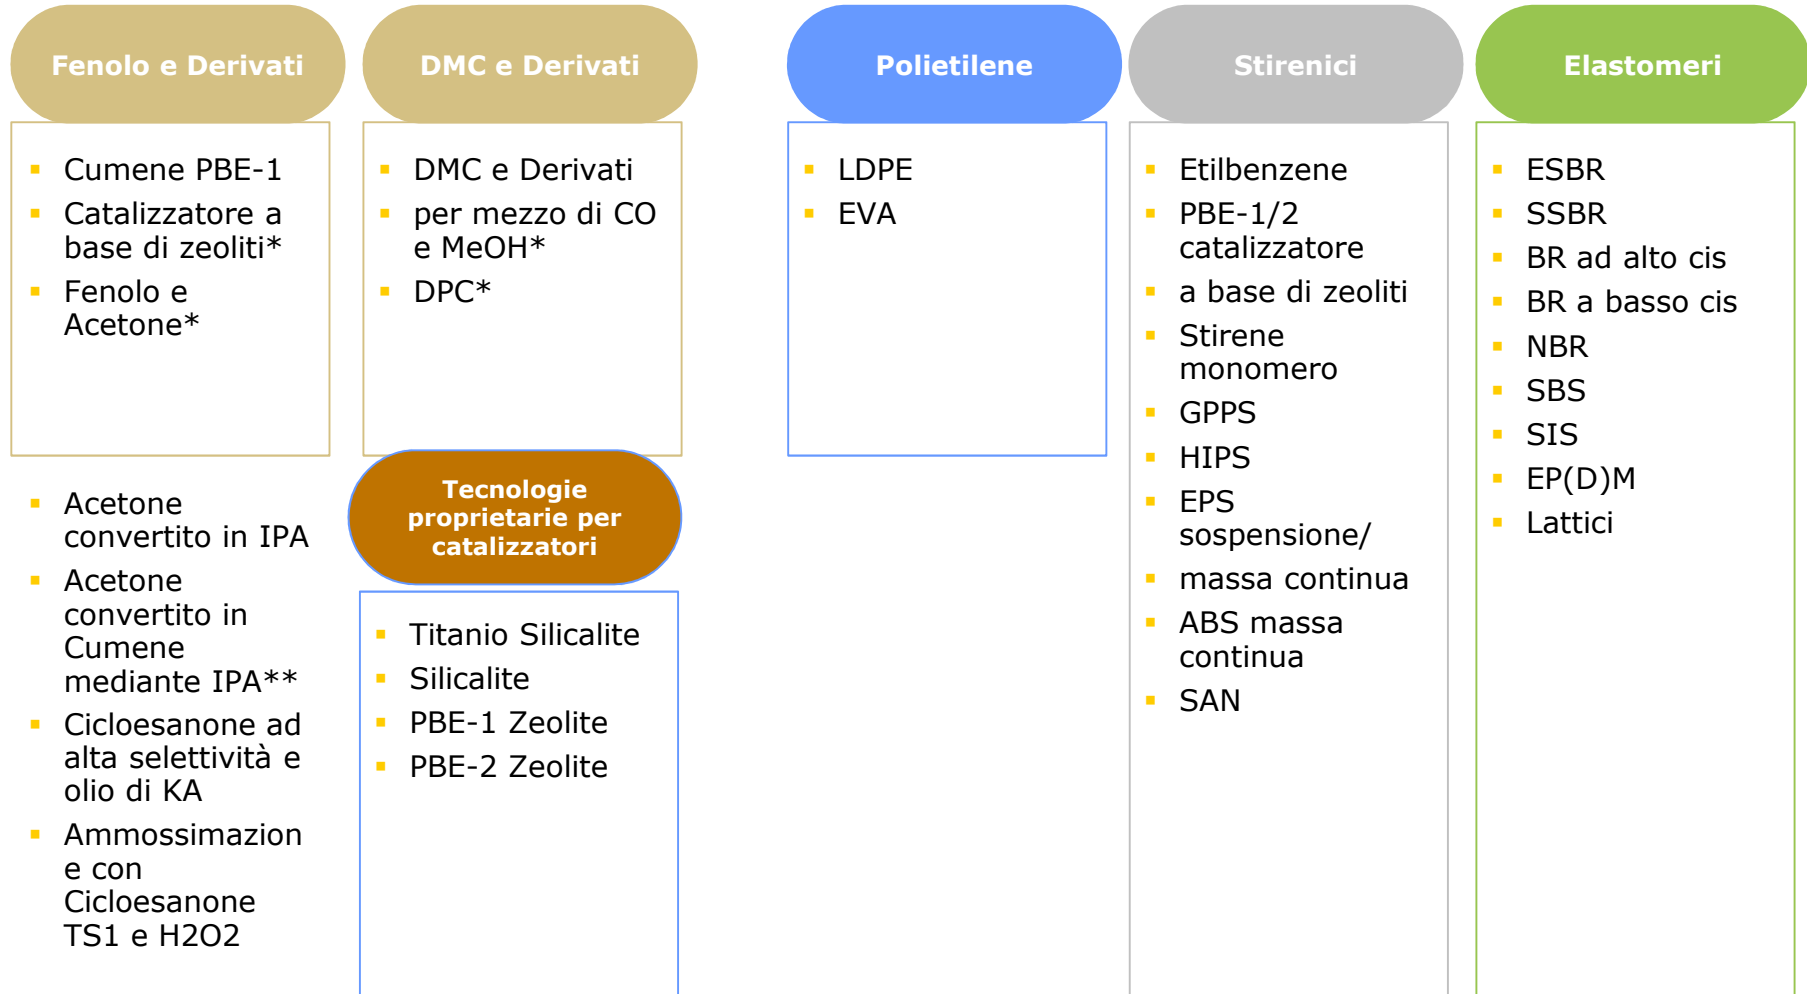 Fenolo e Derivati
Cumene PBE-1
Catalizzatore a
base di zeoliti*
Fenolo e
Acetone*
Acetone
convertito in IPA
Acetone
convertito in
Cumene
mediante IPA**
Cicloesanone ad
alta selettività e
olio di KA
Ammossimazion
e con
Cicloesanone
TS1 e H2O2
DMC e Derivati
DMC e Derivati
per mezzo di CO
e MeOH*
DPC*
Tecnologie
proprietarie per
catalizzatori
Titanio Silicalite
Silicalite
PBE-1 Zeolite
PBE-2 Zeolite
Polietilene
LDPE
EVA
Stirenici
Etilbenzene
PBE-1/2
catalizzatore
a base di zeoliti
Stirene
monomero
GPPS
HIPS
EPS
sospensione/
massa continua
ABS massa
continua
SAN
Elastomeri
ESBR
SSBR
BR ad alto cis
BR a basso cis
NBR
SBS
SIS
EP(D)M
Lattici